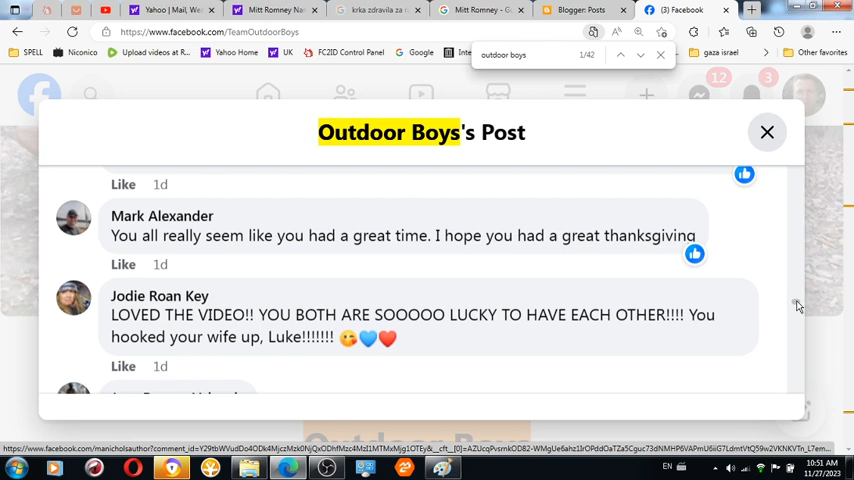 Yahoo | Mail, We
Mitt Romney Na
krka zdravila za
Mitt Romney - G
Blogger: Posts
(3) Facebook
https://www.facebook.com/TeamOutdoorBoys
SPELL
Niconico
Upload videos at R...
Yahoo Home
UK
FCZID Control Panel
Google
gaza israel
Other favorites
outdoor boys
1/42
12
3
Outdoor Boys's Post
Like 1d
Mark Alexander
You all really seem like you had a great time. I hope you had a great thanksgiving
Like 1d
Jodie Roan Key
LOVED THE VIDEO!! YOU BOTH ARE SOOOOO LUCKY TO HAVE EACH OTHER!!!! You
hooked your wife up, Luke!!!!!!! 😘💙❤️
Like 1d
Outdoor Boys
EN
10:51 AM
11/27/2023